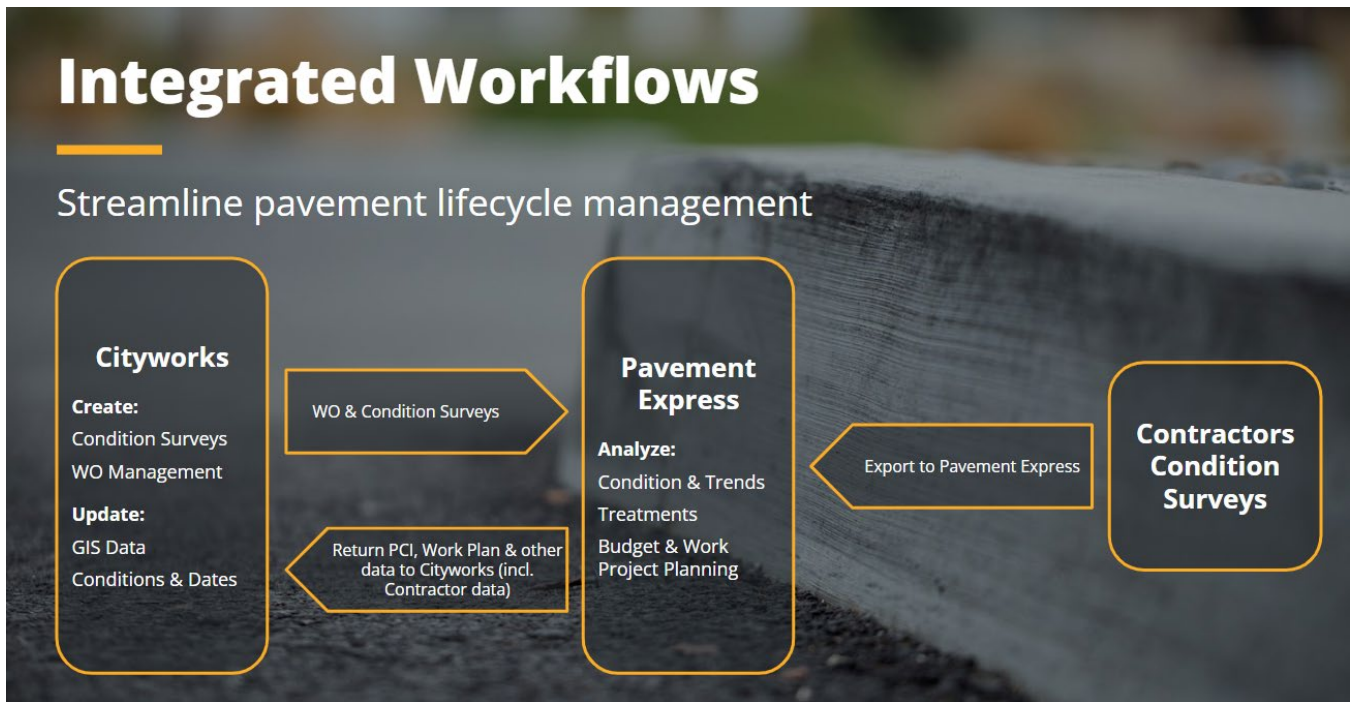 Integrated Workflows
Streamline pavement lifecycle management
Cityworks
Create:
Condition Surveys
WO Management
Update:
GIS Data
Conditions & Dates
WO & Condition Surveys
Return PCI, Work Plan & other
data to Cityworks (incl.
Contractor data)
Pavement
Express
Analyze:
Condition & Trends
Treatments
Budget & Work
Project Planning
Export to Pavement Express
Contractors
Condition
Surveys